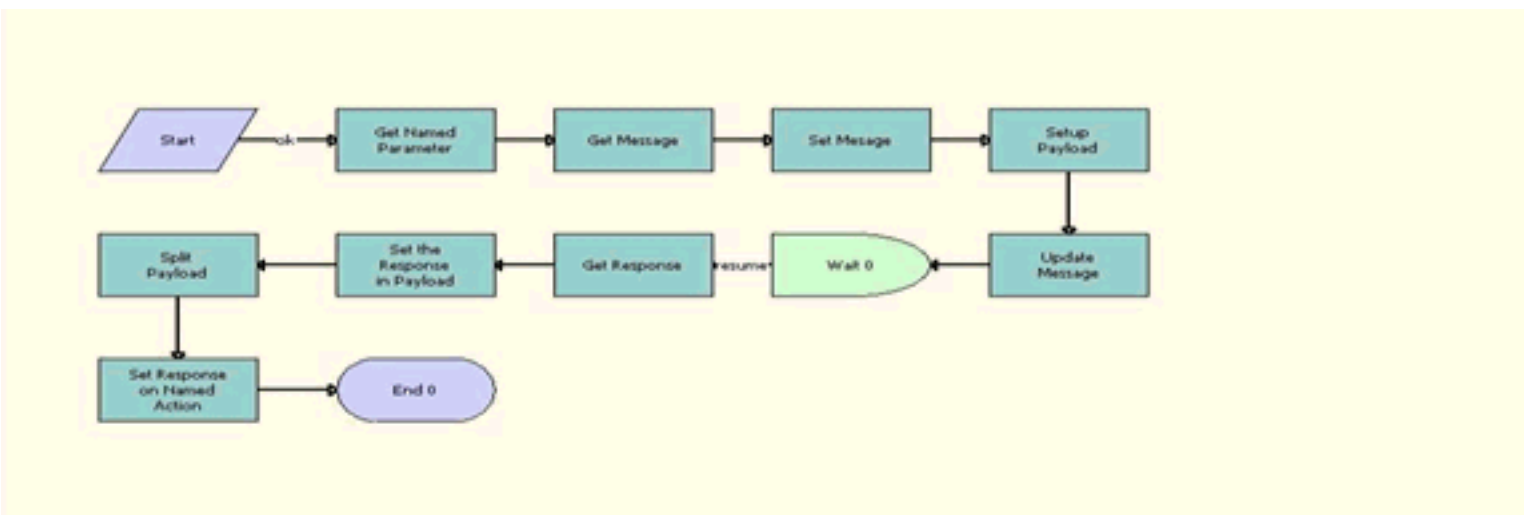 Start
ok
Get Named
Parameter
Get Message
Set Mesage
Setup
Payload
Update
Message
Wait 0
resume
Get Response
Set the
Response
in Payload
Split
Payload
Set Response
on Named
Action
End 0